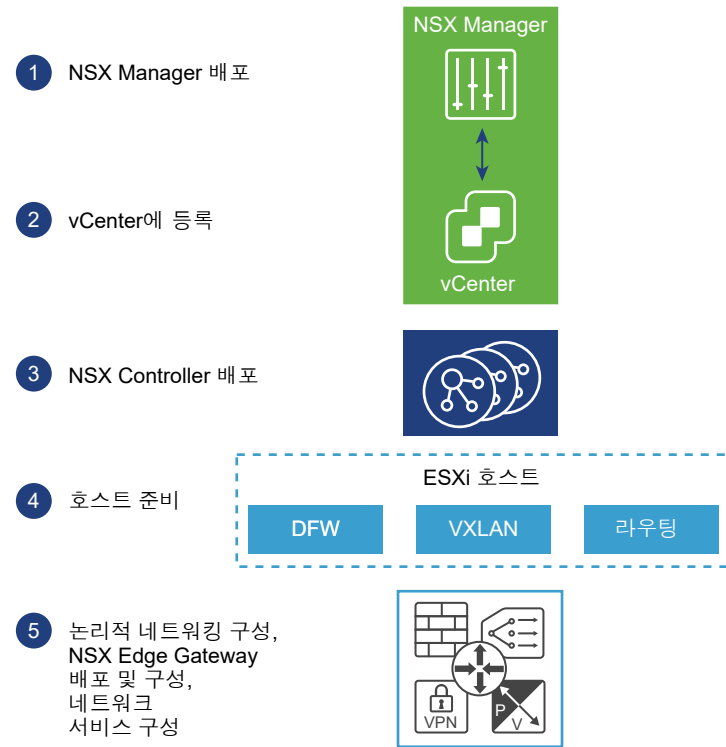 NSX Manager
1 NSX Manager 배포
2 vCenter에 등록
vCenter
3 NSX Controller 배포
ESXi 호스트
4 호스트 준비
DFW VXLAN 라우팅
5 논리적 네트워킹 구성,
NSX Edge Gateway
배포 및 구성,
네트워크
서비스 구성
VPN
P
V